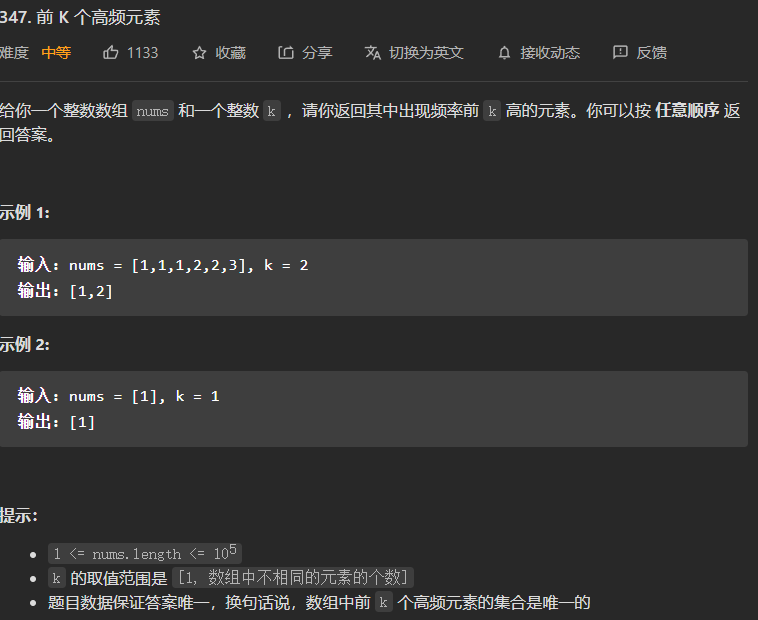 347. 前 K 个高频元素
难度 中等 1133 收藏 分享 切换为英文 接收动态 反馈
给你一个整数数组 nums 和一个整数 k ，请你返回其中出现频率前 k 高的元素。你可以按 任意顺序 返
回答案。
示例 1:
输入: nums = [1,1,1,2,2,3], k = 2
输出: [1,2]
示例 2:
输入: nums = [1], k = 1
输出: [1]
提示：
1 <= nums.length <= 10⁵
k 的取值范围是 [1, 数组中不相同的元素的个数]
题目数据保证答案唯一，换句话说，数组中前 k 个高频元素的集合是唯一的